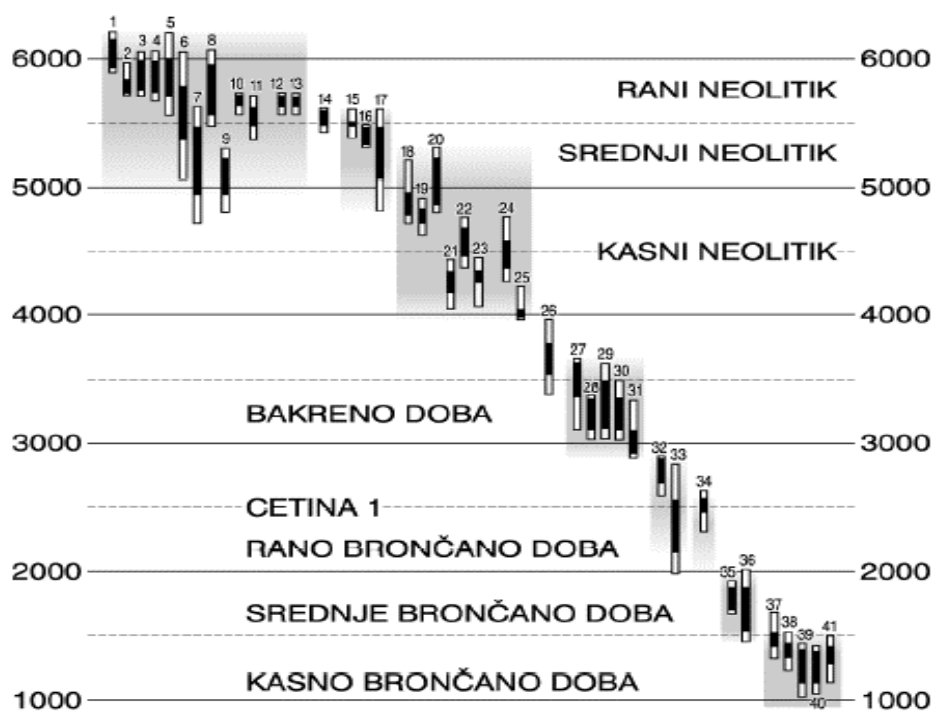 1 2 3 4 5 6 7 8 9 10 11 12 13 14 15 16 17 18 19 20 21 22 23 24 25 26 27 28 29 30 31 32 33 34 35 36 37 38 39 40 41
6000 6000
RANI NEOLITIK
SREDNJI NEOLITIK
5000 5000
KASNI NEOLITIK
4000 4000
BAKRENO DOBA
3000 3000
CETINA 1
RANO BRONČANO DOBA
2000 2000
SREDNJE BRONČANO DOBA
KASNO BRONČANO DOBA
1000 1000